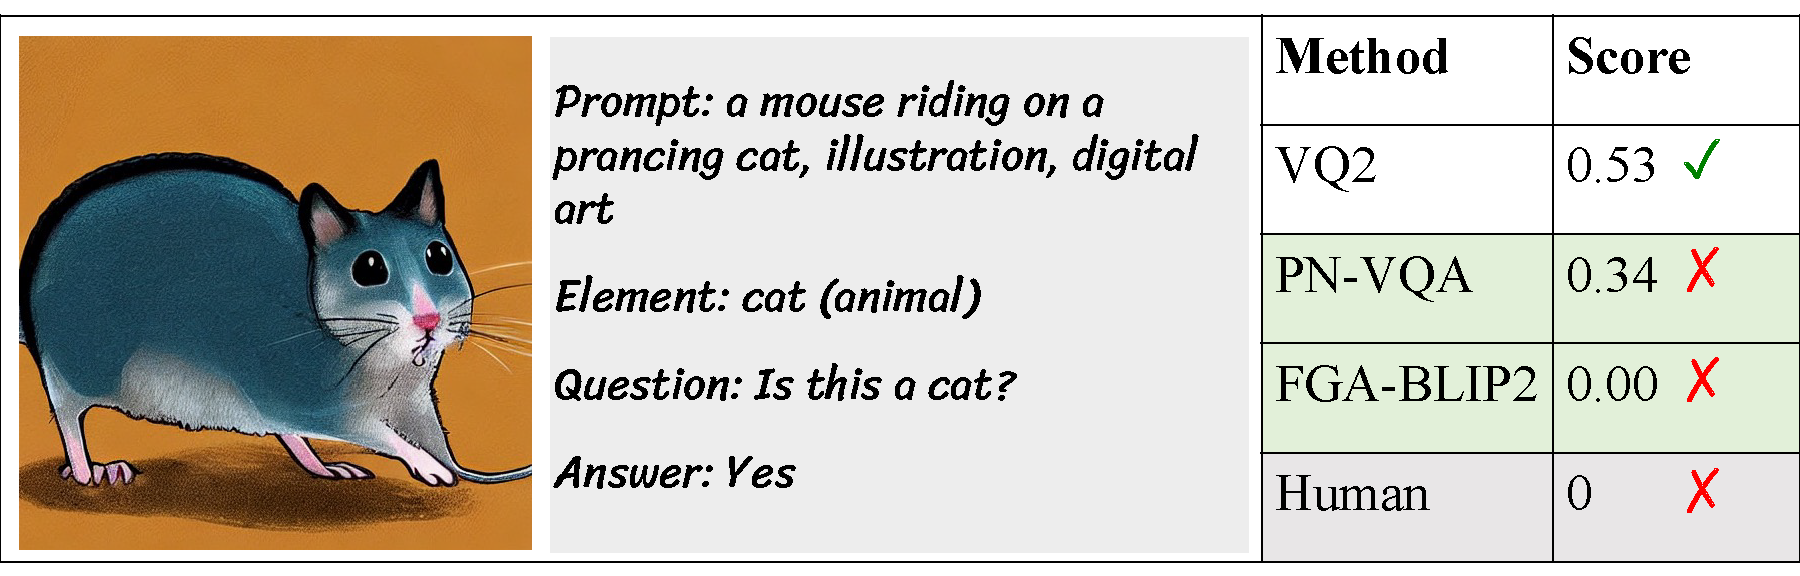 Prompt: a mouse riding on a
prancing cat, illustration, digital
art
Element: cat (animal)
Question: Is this a cat?
Answer: Yes
Method Score
VQ2 0.53 ✓
PN-VQA 0.34 ✗
FGA-BLIP2 0.00 ✗
Human 0 ✗